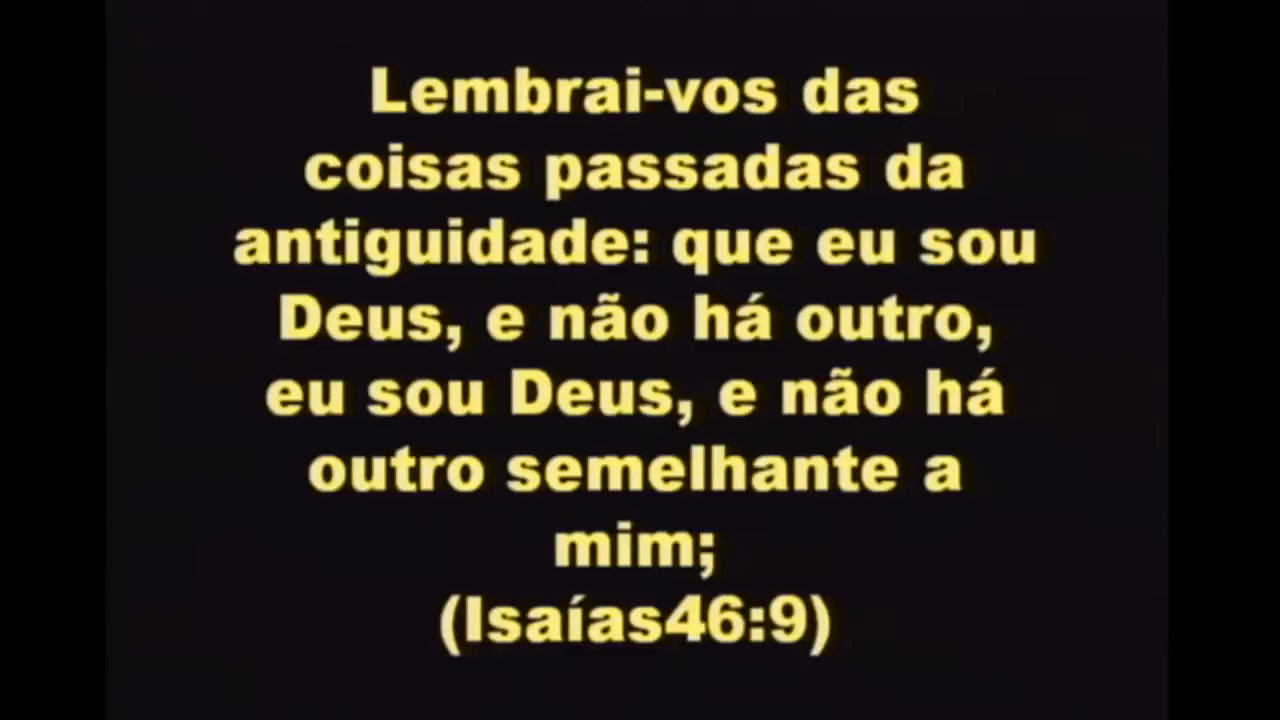 Lembrai-vos das
coisas passadas da
antiguidade: que eu sou
Deus, e não há outro,
eu sou Deus, e não há
outro semelhante a
mim;
(Isaías46:9)